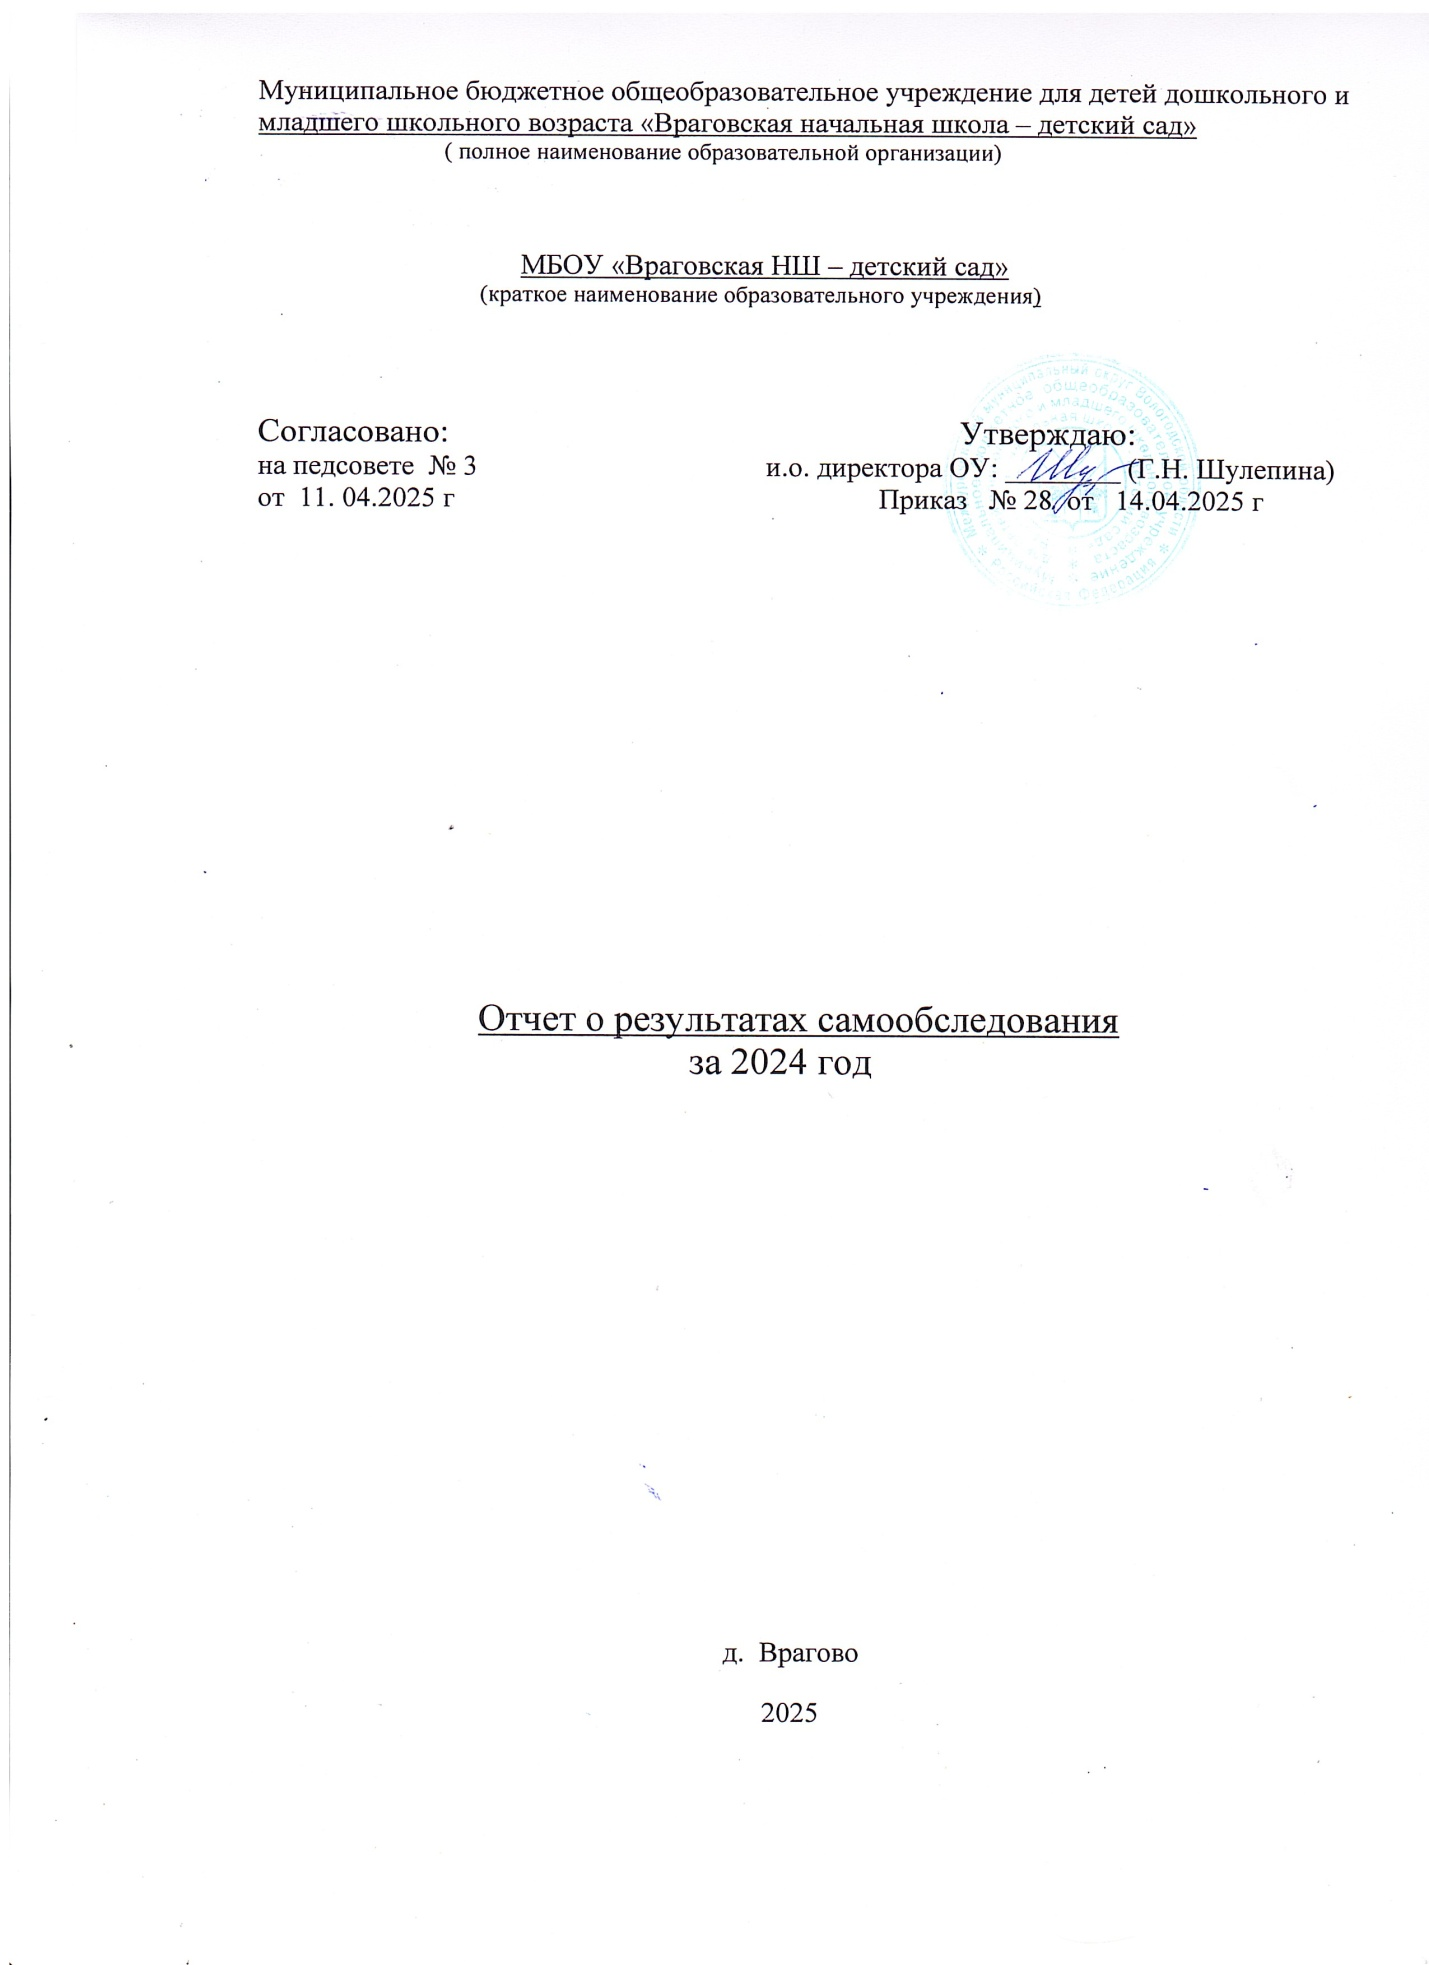 Муниципальное бюджетное общеобразовательное учреждение для детей дошкольного и
младшего школьного возраста «Враговская начальная школа – детский сад»
( полное наименование образовательной организации)
МБОУ «Враговская НШ – детский сад»
(краткое наименование образовательного учреждения)
Согласовано:
на педсовете № 3
от 11. 04.2025 г
Утверждаю:
и.о. директора ОУ: ________ (Г.Н. Шулепина)
Приказ № 28 от 14.04.2025 г
Отчет о результатах самообследования
за 2024 год
д. Врагово
2025